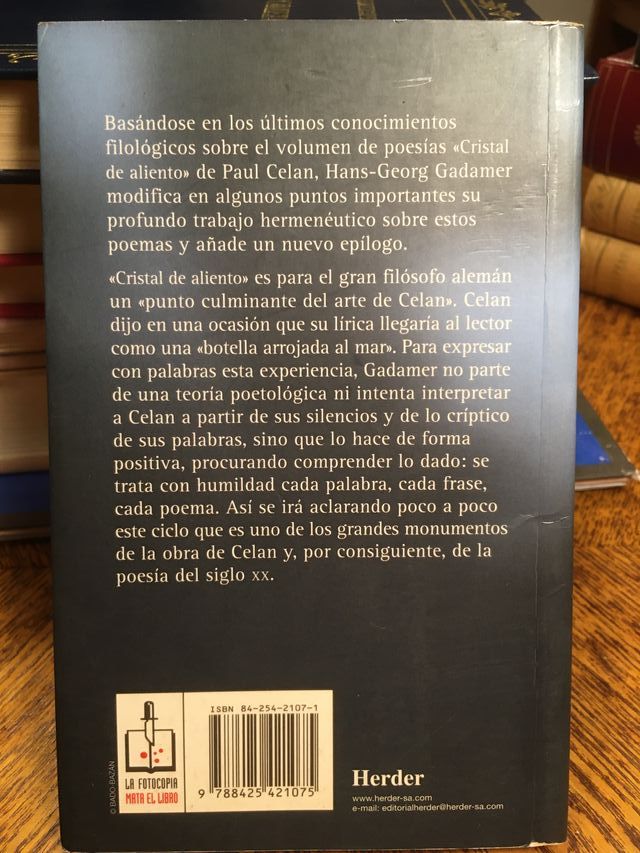 Basándose en los últimos conocimientos
filológicos sobre el volumen de poesías «Cristal
de aliento» de Paul Celan, Hans-Georg Gadamer
modifica en algunos puntos importantes su
profundo trabajo hermenéutico sobre estos
poemas y añade un nuevo epílogo.
«Cristal de aliento» es para el gran filósofo alemán
un «punto culminante del arte de Celan». Celan
dijo en una ocasión que su lírica llegaría al lector
como una «botella arrojada al mar». Para expresar
con palabras esta experiencia, Gadamer no parte
de una teoría poetológica ni intenta interpretar
a Celan a partir de sus silencios y de lo críptico
de sus palabras, sino que lo hace de forma
positiva, procurando comprender lo dado: se
trata con humildad cada palabra, cada frase,
cada poema. Así se irá aclarando poco a poco
este ciclo que es uno de los grandes monumentos
de la obra de Celan y, por consiguiente, de la
poesía del siglo XX.
© BADO BAZÁN
LA FOTOCOPIA
MATA EL LIBRO
ISBN 84-254-2107-1
9 788425 421075
Herder
www.herder-sa.com
e-mail: editorialherder@herder-sa.com